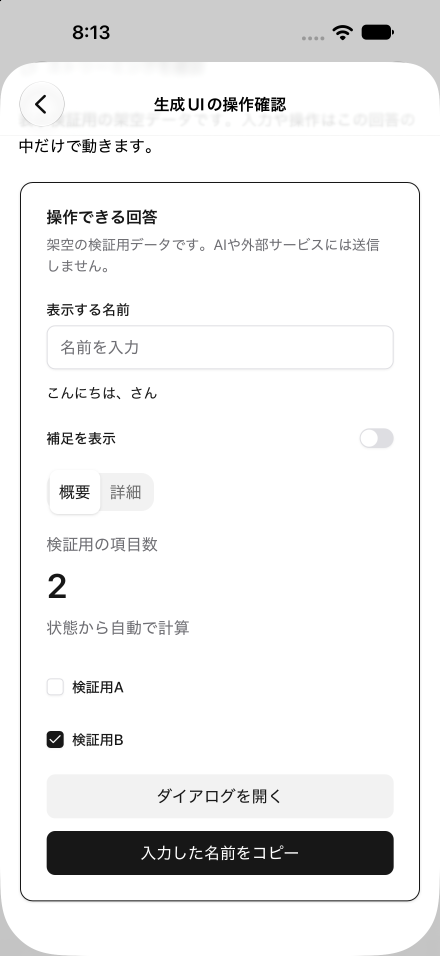 8:13
生成UIの操作確認
中だけで動きます。
操作できる回答
架空の検証用データです。AIや外部サービスには送信
しません。
表示する名前
名前を入力
こんにちは、さん
補足を表示
概要
詳細
検証用の項目数
2
状態から自動で計算
検証用A
検証用B
ダイアログを開く
入力した名前をコピー